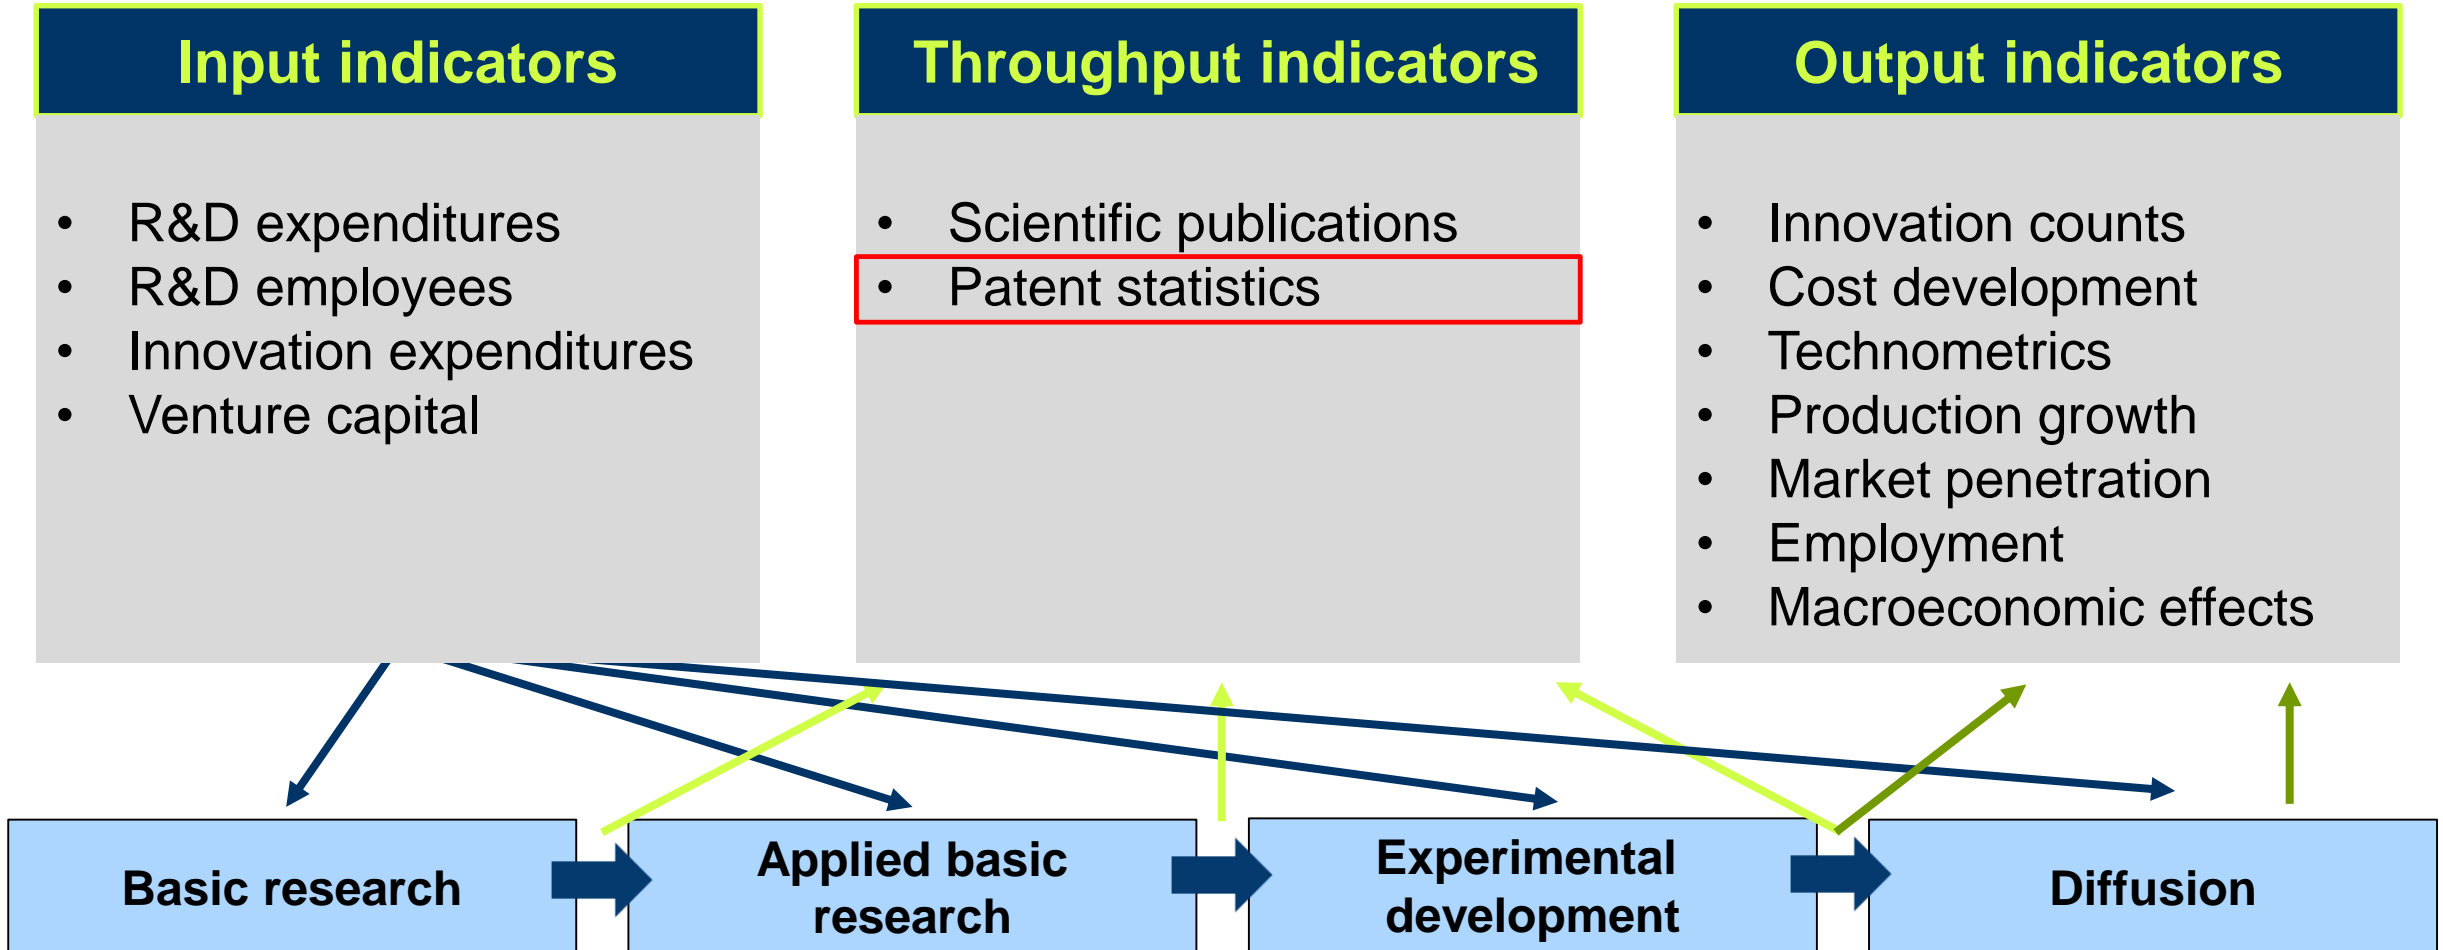 Input indicators
• R&D expenditures
• R&D employees
• Innovation expenditures
• Venture capital
Throughput indicators
• Scientific publications
• Patent statistics
Output indicators
• Innovation counts
• Cost development
• Technometrics
• Production growth
• Market penetration
• Employment
• Macroeconomic effects
Basic research
Applied basic
research
Experimental
development
Diffusion